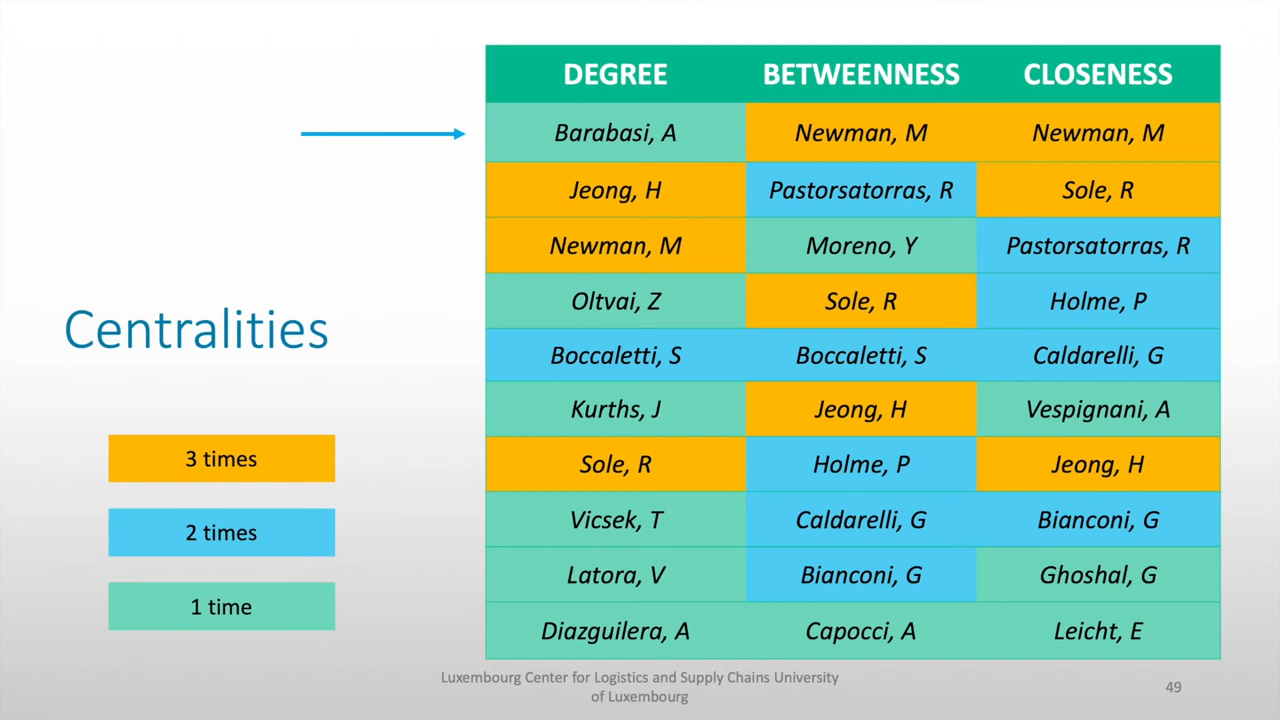 DEGREE BETWEENNESS CLOSENESS
Barabasi, A Newman, M Newman, M
Jeong, H Pastorsatorras, R Sole, R
Newman, M Moreno, Y Pastorsatorras, R
Oltvai, Z Sole, R Holme, P
Centralities
Boccaletti, S Boccaletti, S Caldarelli, G
Kurths, J Jeong, H Vespignani, A
3 times
Sole, R Holme, P Jeong, H
2 times
Vicsek, T Caldarelli, G Bianconi, G
Latora, V Bianconi, G Ghoshal, G
1 time
Diazguilera, A Capocci, A Leicht, E
Luxembourg Center for Logistics and Supply Chains University
of Luxembourg
49